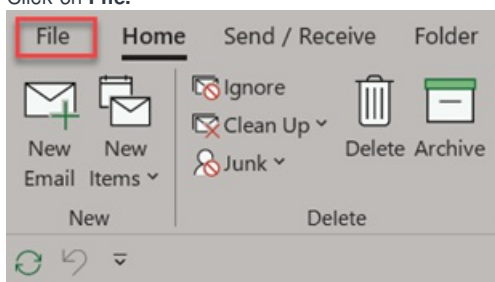 Click on File.
File Home Send / Receive Folder
New Email
New Items
Ignore
Clean Up
Junk
Delete
Archive
New
Delete